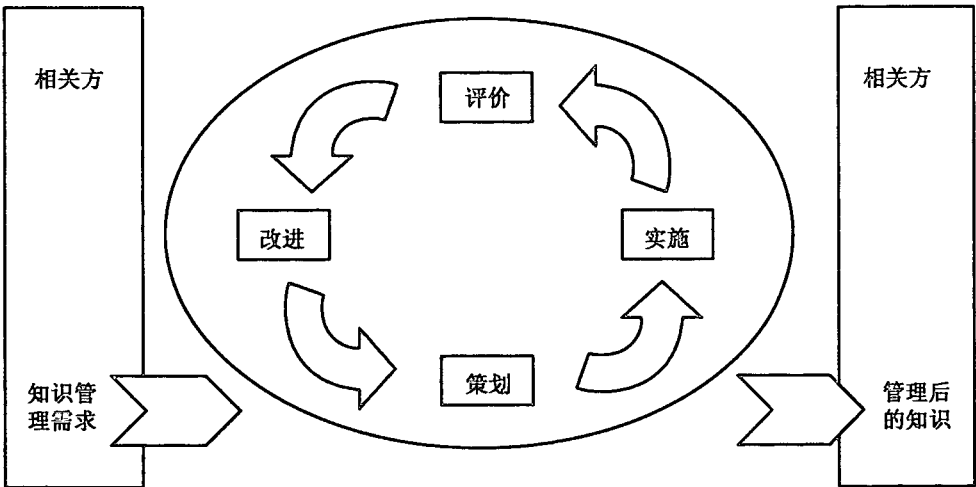 相关方
评价
相关方
改进
实施
策划
知识管
理需求
管理后
的知识